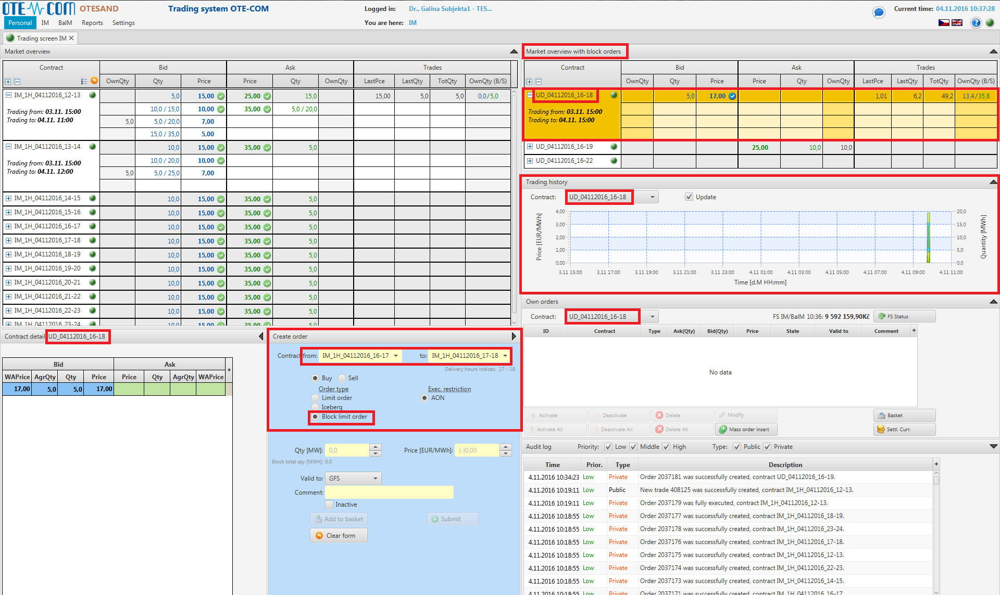 OTE-COM OTESAND
Trading system OTE-COM
Logged in: Dr., Galina Subjekta1 - TES...
You are here: IM
Current time: 04.11.2016 10:37:28
Personal IM BalM Reports Settings
Trading screen IM
Market overview
Contract Bid Ask Trades
OwnQty Qty Price Price Qty OwnQty LastPce LastQty TotQty OwnQty (B/S)
IM_1H_04112016_12-13 5,0 15,00 25,00 15,0 15,00 5,0 5,0 0,0/5,0
10,0 / 15,0 10,00 35,00 5,0 / 20,0
Trading from: 03.11. 15:00
Trading to: 04.11. 11:00
5,0 5,0 / 20,0 7,00
15,0 / 35,0 5,00
IM_1H_04112016_13-14 10,0 15,00 35,00 5,0
10,0 / 20,0 10,00
Trading from: 03.11. 15:00
Trading to: 04.11. 12:00
5,0 5,0 / 25,0 7,00
IM_1H_04112016_14-15 10,0 15,00 35,00 5,0
IM_1H_04112016_15-16 10,0 15,00 35,00 5,0
IM_1H_04112016_16-17 10,0 15,00 35,00 5,0
IM_1H_04112016_17-18 10,0 15,00 35,00 5,0
IM_1H_04112016_18-19 10,0 15,00 35,00 5,0
IM_1H_04112016_19-20 10,0 15,00 35,00 5,0
IM_1H_04112016_20-21 10,0 15,00 35,00 5,0
IM_1H_04112016_21-22 10,0 15,00 35,00 5,0
IM_1H_04112016_22-23 10,0 15,00 35,00 5,0
IM_1H_04112016_23-24 10,0 15,00 35,00 5,0
Market overview with block orders
Contract Bid Ask Trades
OwnQty Qty Price Price Qty OwnQty LastPce LastQty TotQty OwnQty (B/S)
UD_04112016_16-18 5,0 17,00 1,01 6,2 49,2 13,4/35,8
Trading from: 03.11. 15:00
Trading to: 04.11. 15:00
UD_04112016_16-19 25,00 10,0 10,0
UD_04112016_16-22
Trading history
Contract: UD_04112016_16-18 Update
Price [EUR/MWh]
4,00
3,00
2,00
1,00
0,00
20,0
15,0
10,0
5,0
0,0
Quantity [MWh]
3.11 15:00 3.11 17:00 3.11 19:00 3.11 21:00 3.11 23:00 4.11 01:00 4.11 03:00 4.11 05:00 4.11 07:00 4.11 09:00 4.11 11:00
Time [d.M HH:mm]
Own orders
Contract: UD_04112016_16-18 FS IM/BalM 10:36: 9 592 159,90Kč FS Status
ID Contract Type Ask(Qty) Bid(Qty) Price State Valid to Comment +
No data
Activate Deactivate Delete Modify Basket
Activate All Deactivate All Delete All Mass order insert Settl. Curr.
Contract detail UD_04112016_16-18
Bid Ask +
WAPrice AgrQty Qty Price Price Qty AgrQty WAPrice
17,00 5,0 5,0 17,00
Create order
Contract from: IM_1H_04112016_16-17 to: IM_1H_04112016_17-18
Delivery hours indices: 17 - 18
Buy Sell
Order type Exec. restriction
Limit order AON
Iceberg
Block limit order
Qty [MW]: 0,0 Price [EUR/MWh]: (-)0,00
Block total qty [MWh]: 0,0
Valid to: GFS
Comment:
Inactive
Add to basket Submit
Clear form
Audit log Priority: Low Middle High Type: Public Private
Time Prior. Type Description +
4.11.2016 10:34:23 Low Private Order 2037181 was successfully created, contract UD_04112016_16-19.
4.11.2016 10:19:11 Low Public New trade 408125 was successfully created, contract IM_1H_04112016_12-13.
4.11.2016 10:19:11 Low Private Order 2037179 was fully executed, contract IM_1H_04112016_12-13.
4.11.2016 10:18:55 Low Private Order 2037177 was successfully created, contract IM_1H_04112016_18-19.
4.11.2016 10:18:55 Low Private Order 2037178 was successfully created, contract IM_1H_04112016_23-24.
4.11.2016 10:18:55 Low Private Order 2037176 was successfully created, contract IM_1H_04112016_17-18.
4.11.2016 10:18:55 Low Private Order 2037175 was successfully created, contract IM_1H_04112016_12-13.
4.11.2016 10:18:55 Low Private Order 2037174 was successfully created, contract IM_1H_04112016_22-23.
4.11.2016 10:18:55 Low Private Order 2037173 was successfully created, contract IM_1H_04112016_14-15.
4.11.2016 10:18:55 Low Private Order 2037171 was successfully created, contract IM_1H_04112016_16-17.